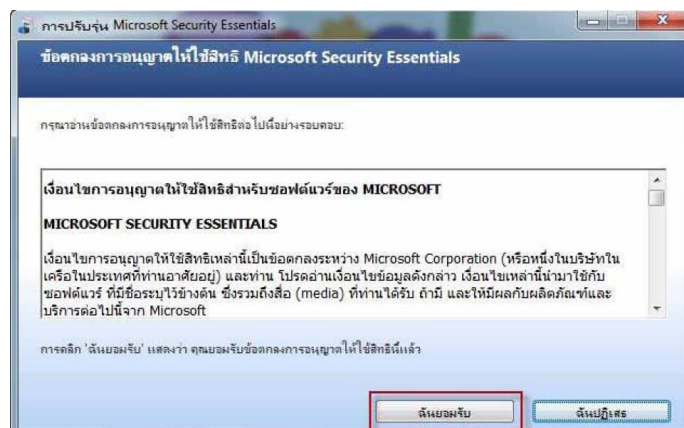 การปรับรุ่น Microsoft Security Essentials
ข้อตกลงการอนุญาตให้ใช้สิทธิ Microsoft Security Essentials
กรุณาอ่านข้อตกลงการอนุญาตให้ใช้สิทธิต่อไปนี้อย่างรอบคอบ:
เงื่อนไขการอนุญาตให้ใช้สิทธิสำหรับซอฟต์แวร์ของ MICROSOFT
MICROSOFT SECURITY ESSENTIALS
เงื่อนไขการอนุญาตให้ใช้สิทธิเหล่านี้เป็นข้อตกลงระหว่าง Microsoft Corporation (หรือหนึ่งในบริษัทใน
เครือในประเทศที่ท่านอาศัยอยู่) และท่าน โปรดอ่านเงื่อนไขข้อมูลดังกล่าว เงื่อนไขเหล่านี้นำมาใช้กับ
ซอฟต์แวร์ ที่มีชื่อระบุไว้ข้างต้น ซึ่งรวมถึงสื่อ (media) ที่ท่านได้รับ ถ้ามี และให้มีผลกับผลิตภัณฑ์และ
บริการต่อไปนี้จาก Microsoft
การคลิก 'ฉันยอมรับ' แสดงว่า คุณยอมรับข้อตกลงการอนุญาตให้ใช้สิทธินี้แล้ว
ฉันยอมรับ
ฉันปฏิเสธ